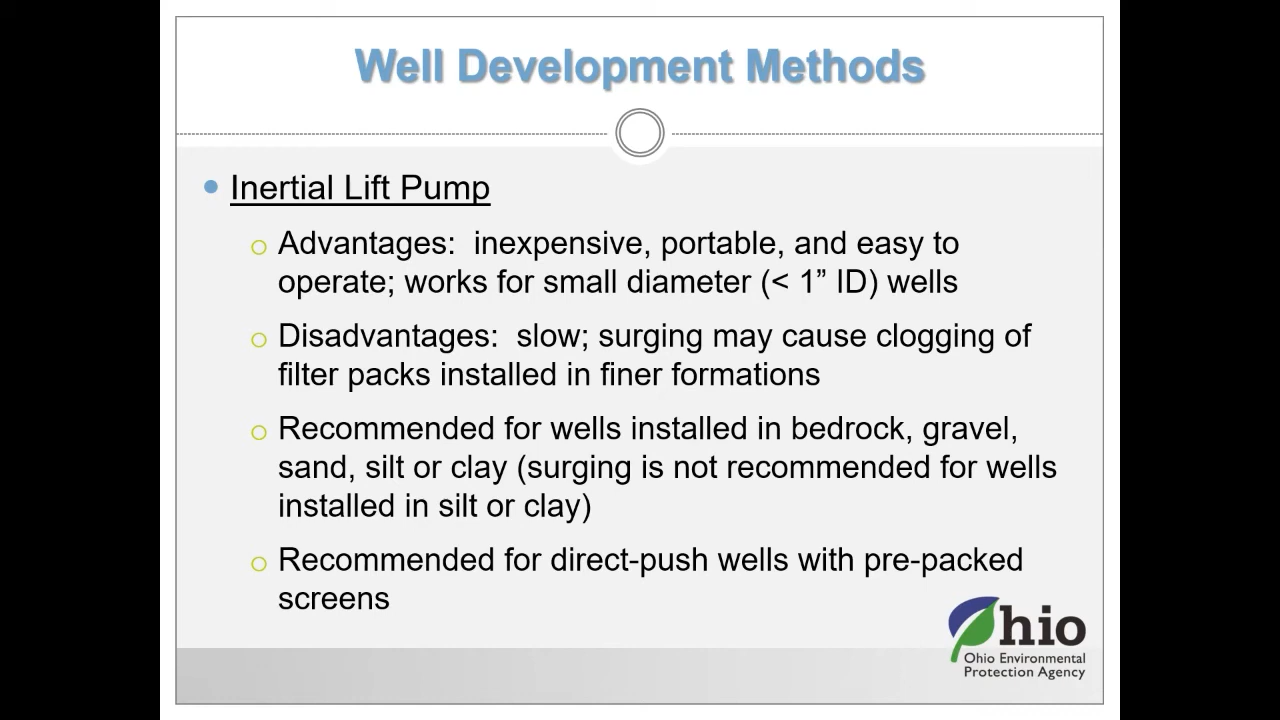 Well Development Methods
Inertial Lift Pump
Advantages:  inexpensive, portable, and easy to
operate; works for small diameter (< 1” ID) wells
Disadvantages:  slow; surging may cause clogging of
filter packs installed in finer formations
Recommended for wells installed in bedrock, gravel,
sand, silt or clay (surging is not recommended for wells
installed in silt or clay)
Recommended for direct-push wells with pre-packed
screens
Ohio
Ohio Environmental
Protection Agency